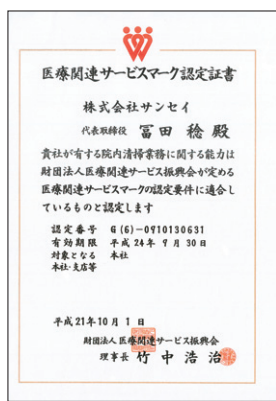 医療関連サービスマーク認定証書
株式会社サンセイ
代表取締役 冨田 稔 殿
貴社が有する院内清掃業務に関する能力は
財団法人医療関連サービス振興会が定める
医療関連サービスマークの認定要件に適合し
ているものと認定します
認定番号 G(6)-0910130631
有効期限 平成24年9月30日
対象となる 本社
本社・支店等
平成21年10月1日
財団法人 医療関連サービス振興会
理事長 竹中浩治